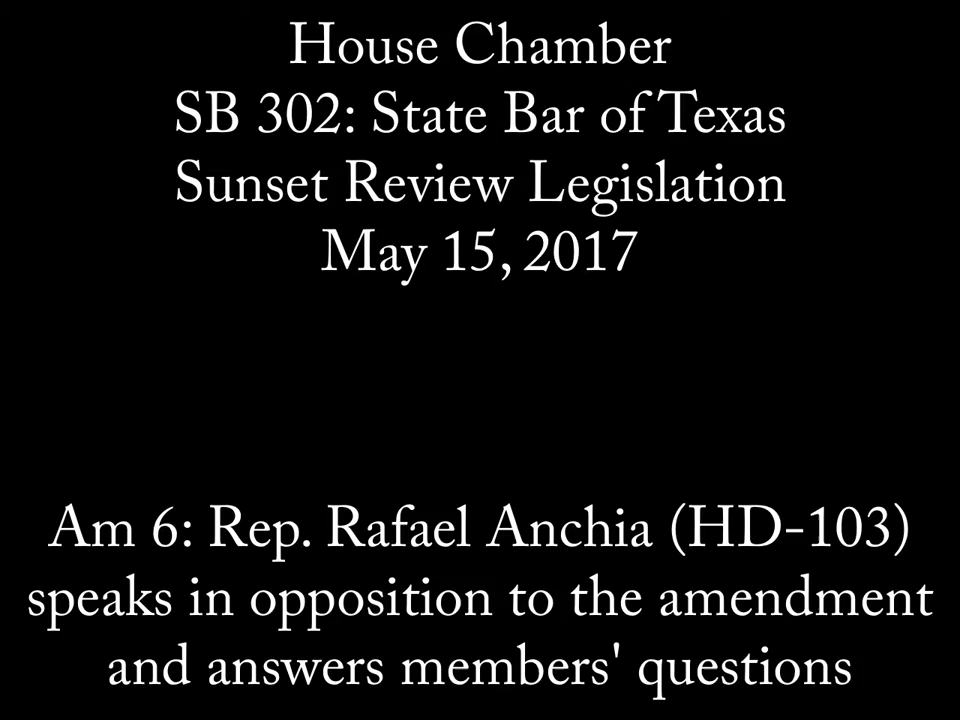 House Chamber
SB 302: State Bar of Texas
Sunset Review Legislation
May 15, 2017
Am 6: Rep. Rafael Anchia (HD-103)
speaks in opposition to the amendment
and answers members' questions